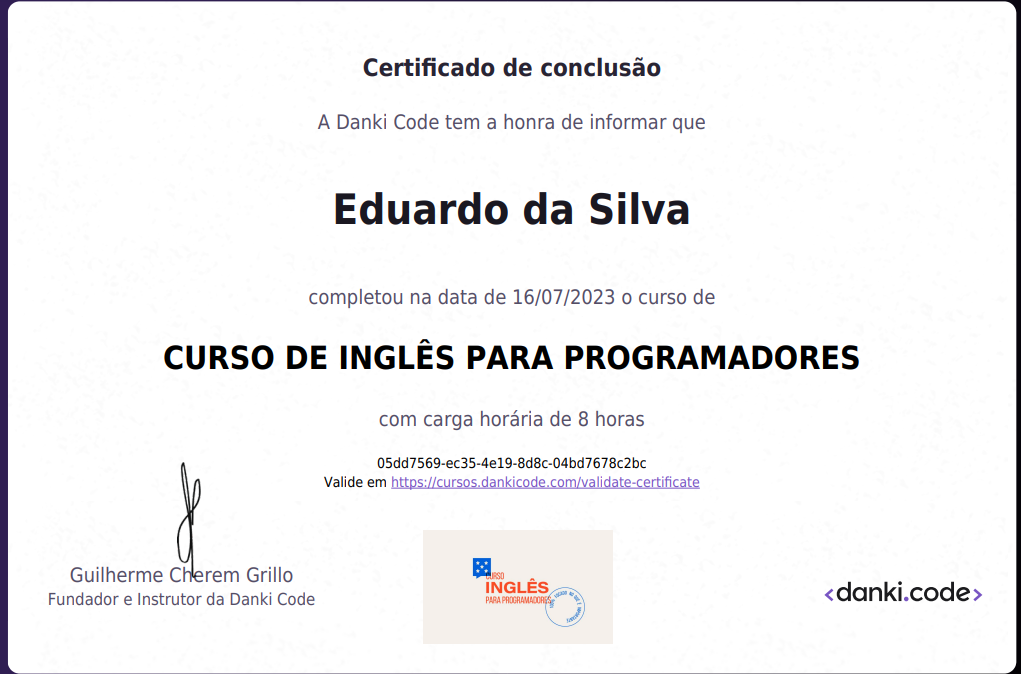 Certificado de conclusão
A Danki Code tem a honra de informar que
Eduardo da Silva
completou na data de 16/07/2023 o curso de
CURSO DE INGLÊS PARA PROGRAMADORES
com carga horária de 8 horas
05dd7569-ec35-4e19-8d8c-04bd7678c2bc
Valide em https://cursos.dankicode.com/validate-certificate
Guilherme Cherem Grillo
Fundador e Instrutor da Danki Code
CURSO
INGLÊS
PARA PROGRAMADORES
<danki.code>